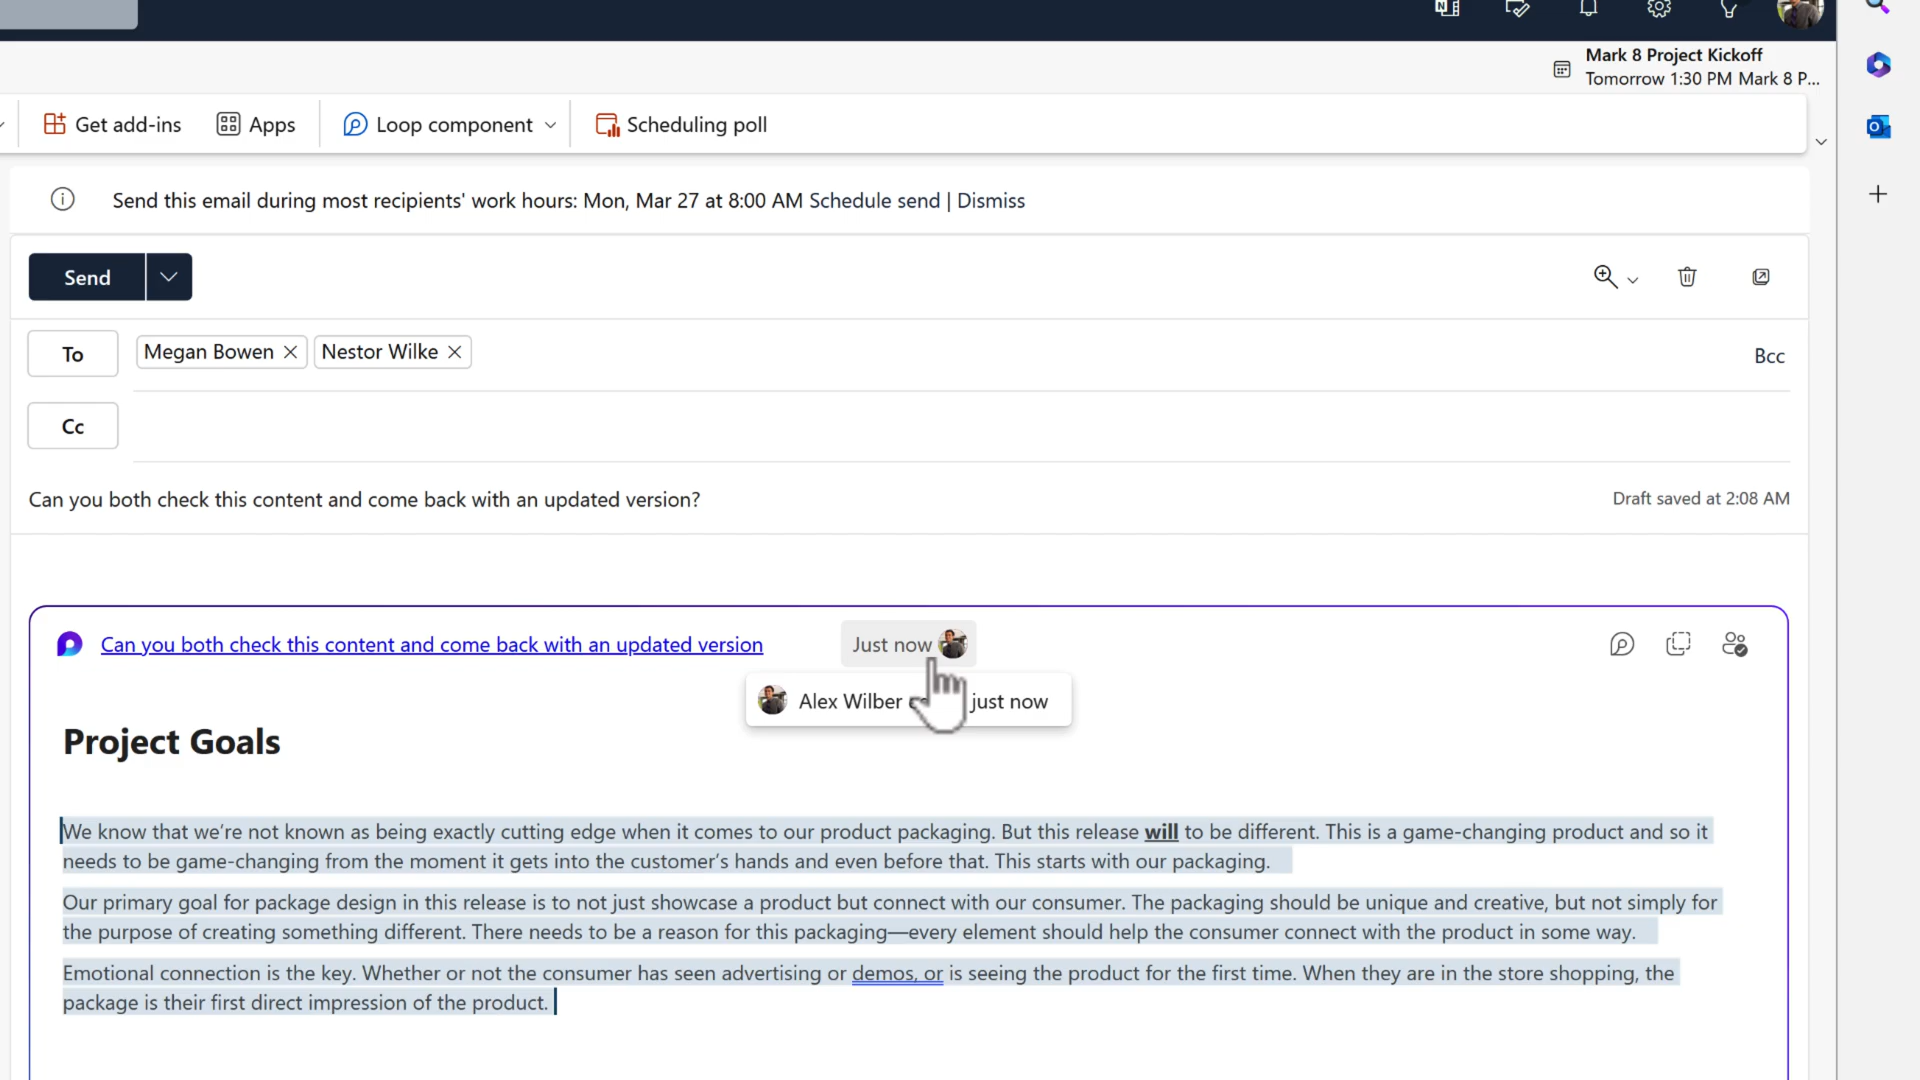 Mark 8 Project Kickoff
Tomorrow 1:30 PM Mark 8 P...
Get add-ins Apps Loop component Scheduling poll
Send this email during most recipients' work hours: Mon, Mar 27 at 8:00 AM Schedule send | Dismiss
Send
To Megan Bowen Nestor Wilke Bcc
Cc
Can you both check this content and come back with an updated version? Draft saved at 2:08 AM
Can you both check this content and come back with an updated version Just now
Alex Wilber just now
Project Goals
We know that we're not known as being exactly cutting edge when it comes to our product packaging. But this release will to be different. This is a game-changing product and so it
needs to be game-changing from the moment it gets into the customer's hands and even before that. This starts with our packaging.
Our primary goal for package design in this release is to not just showcase a product but connect with our consumer. The packaging should be unique and creative, but not simply for
the purpose of creating something different. There needs to be a reason for this packaging—every element should help the consumer connect with the product in some way.
Emotional connection is the key. Whether or not the consumer has seen advertising or demos, or is seeing the product for the first time. When they are in the store shopping, the
package is their first direct impression of the product.